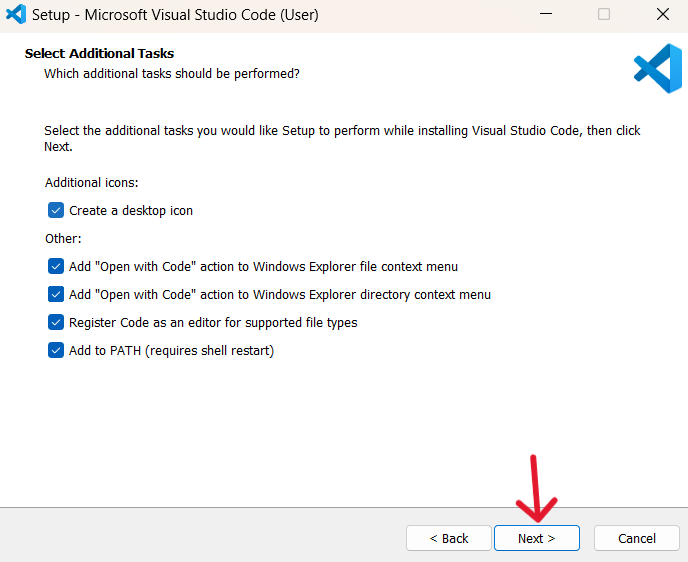 Setup - Microsoft Visual Studio Code (User)
Select Additional Tasks
Which additional tasks should be performed?
Select the additional tasks you would like Setup to perform while installing Visual Studio Code, then click
Next.
Additional icons:
Create a desktop icon
Other:
Add "Open with Code" action to Windows Explorer file context menu
Add "Open with Code" action to Windows Explorer directory context menu
Register Code as an editor for supported file types
Add to PATH (requires shell restart)
< Back Next > Cancel